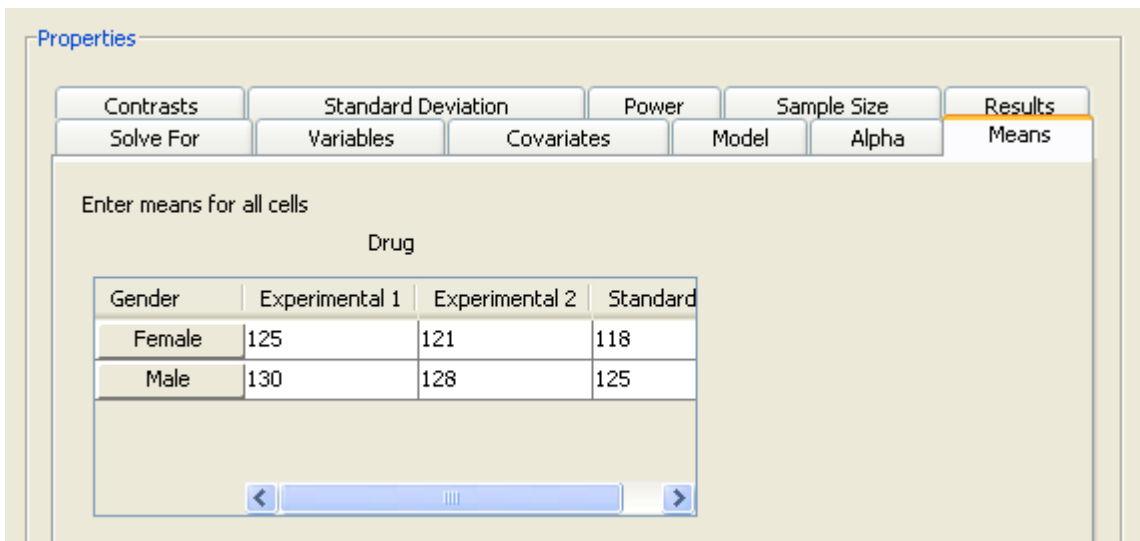 Properties
Contrasts Standard Deviation Power Sample Size Results
Solve For Variables Covariates Model Alpha Means
Enter means for all cells
Drug
Gender Experimental 1 Experimental 2 Standard
Female 125 121 118
Male 130 128 125